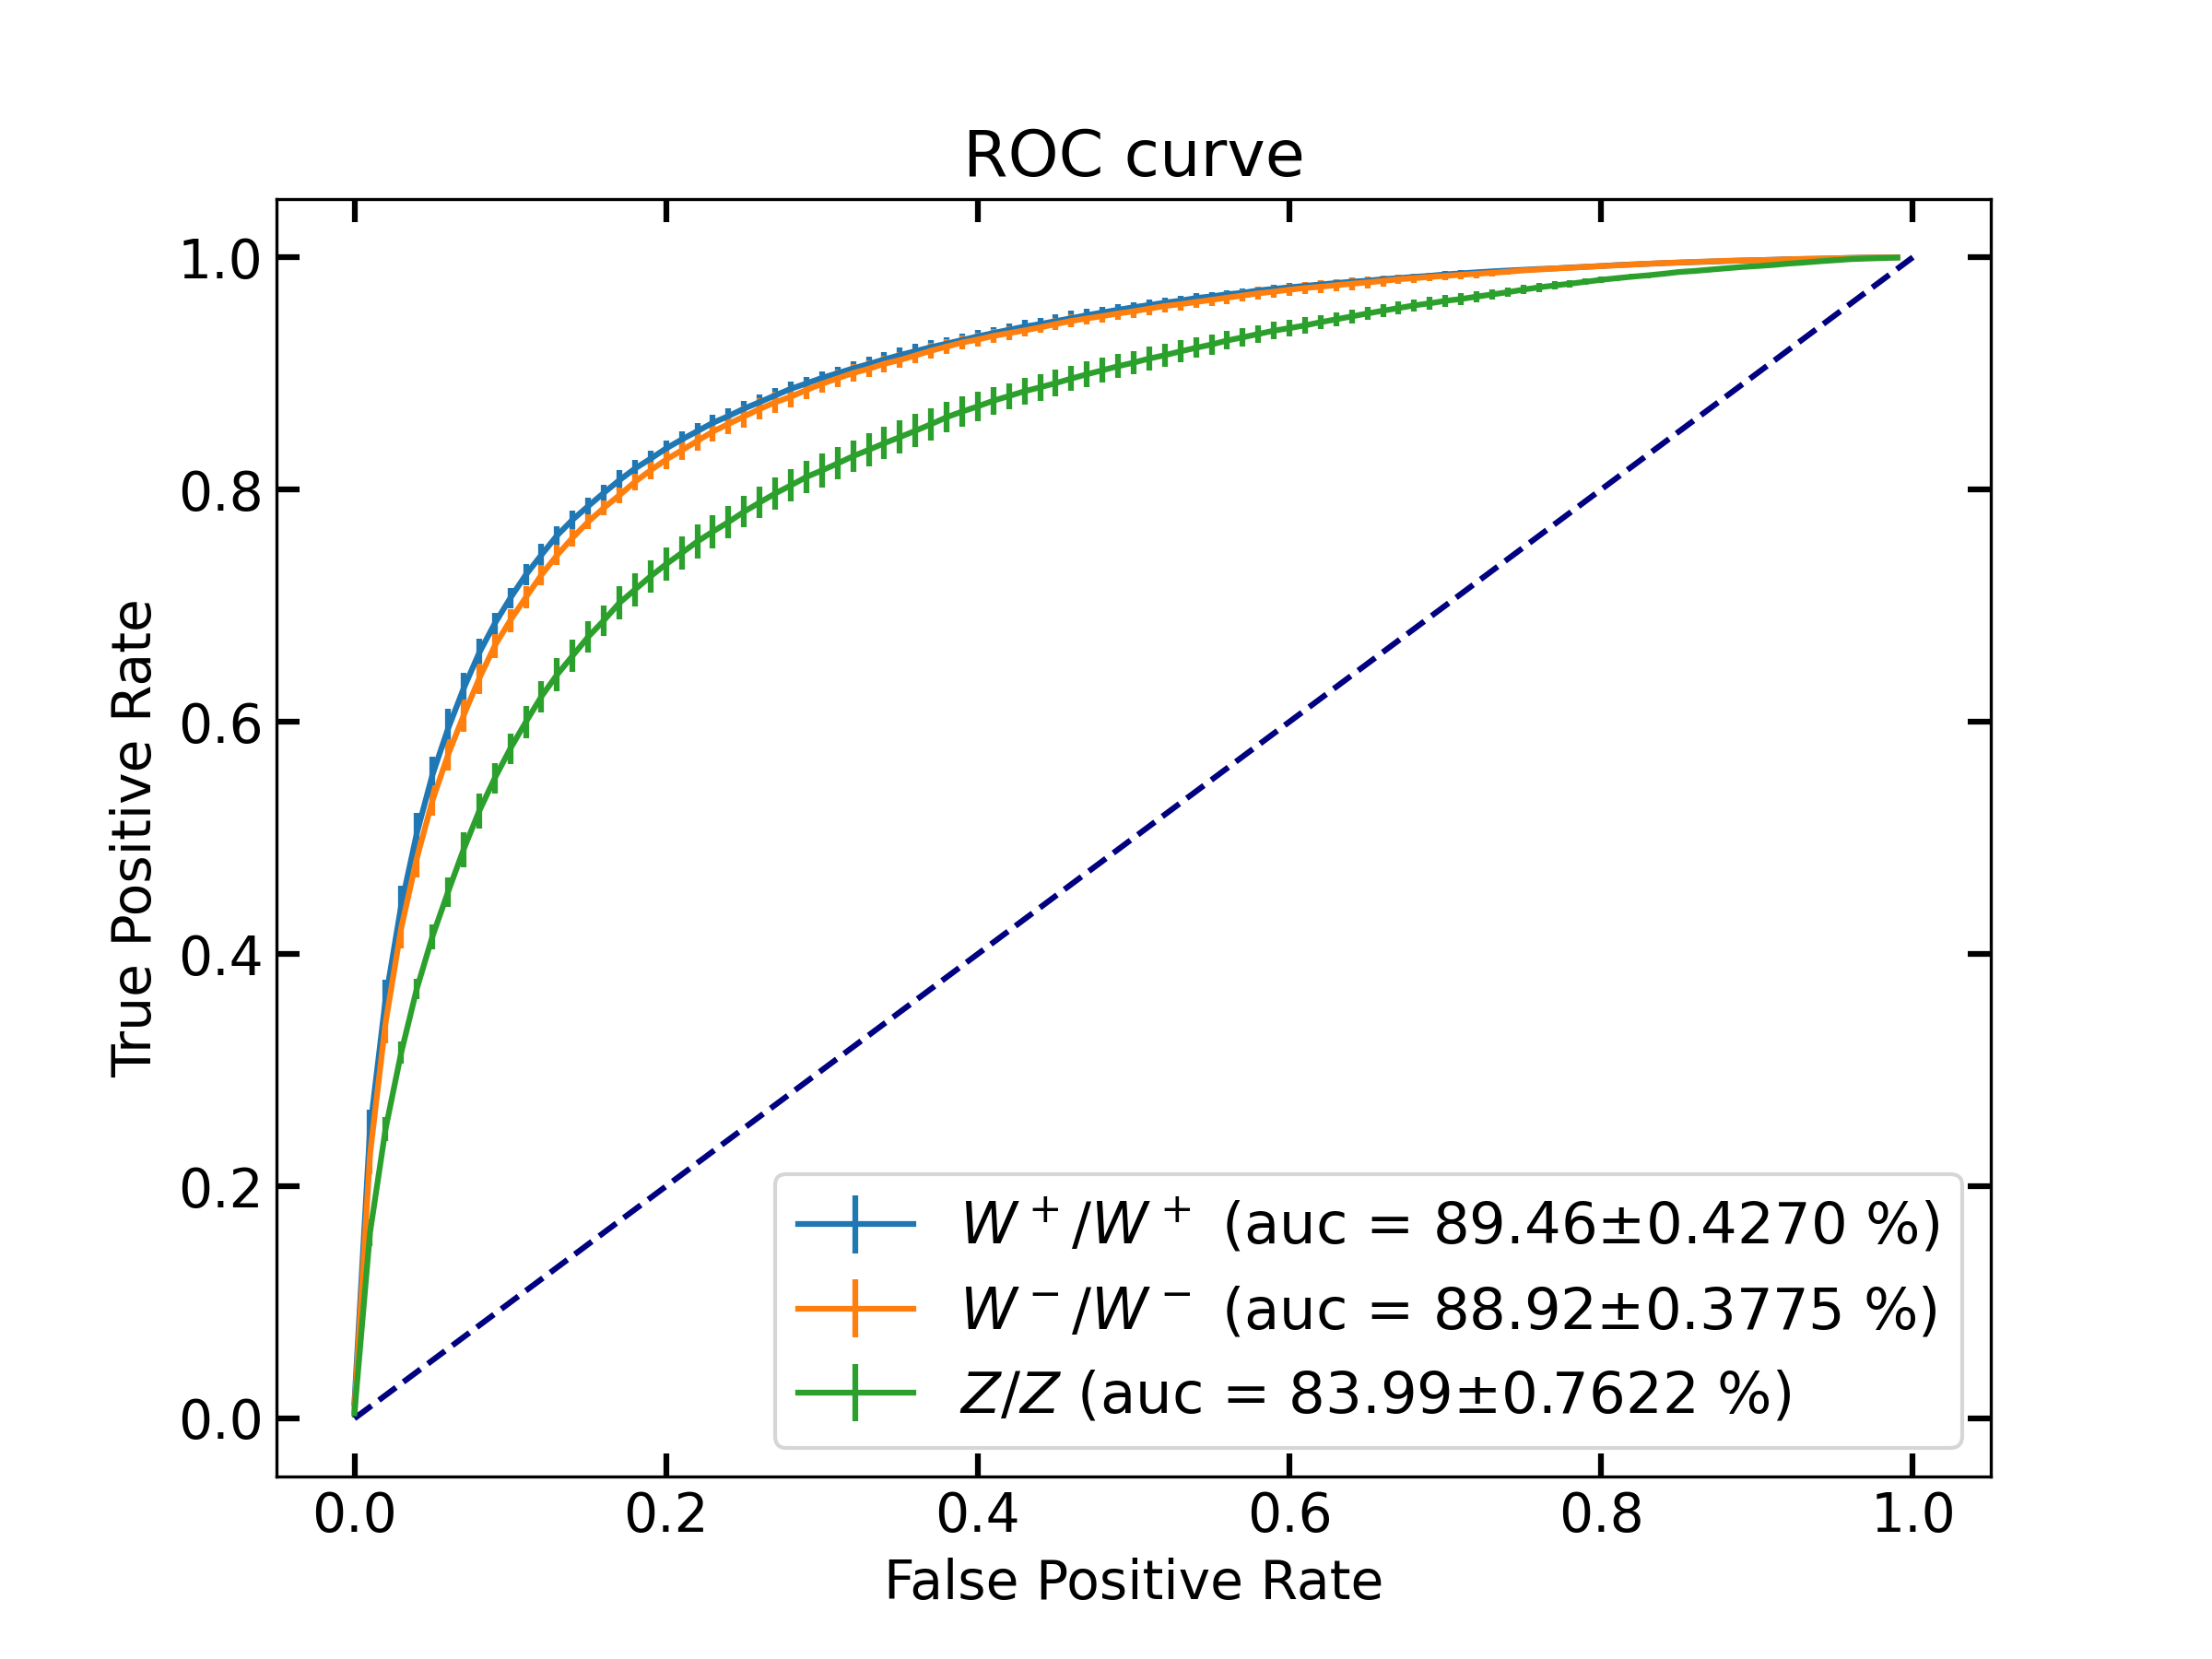 ROC curve
1.0
0.8
0.6
0.4
0.2
0.0
True Positive Rate
W⁺/W⁺ (auc = 89.46±0.4270 %)
W⁻/W⁻ (auc = 88.92±0.3775 %)
Z/Z (auc = 83.99±0.7622 %)
0.0 0.2 0.4 0.6 0.8 1.0
False Positive Rate